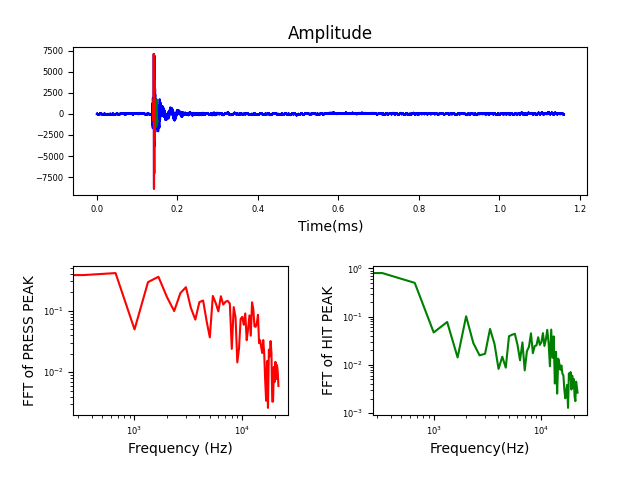 Amplitude
7500
5000
2500
0
−2500
−5000
−7500
0.0 0.2 0.4 0.6 0.8 1.0 1.2
Time(ms)
FFT of PRESS PEAK
10⁻¹
10⁻²
10³ 10⁴
Frequency (Hz)
FFT of HIT PEAK
10⁰
10⁻¹
10⁻²
10⁻³
10³ 10⁴
Frequency(Hz)